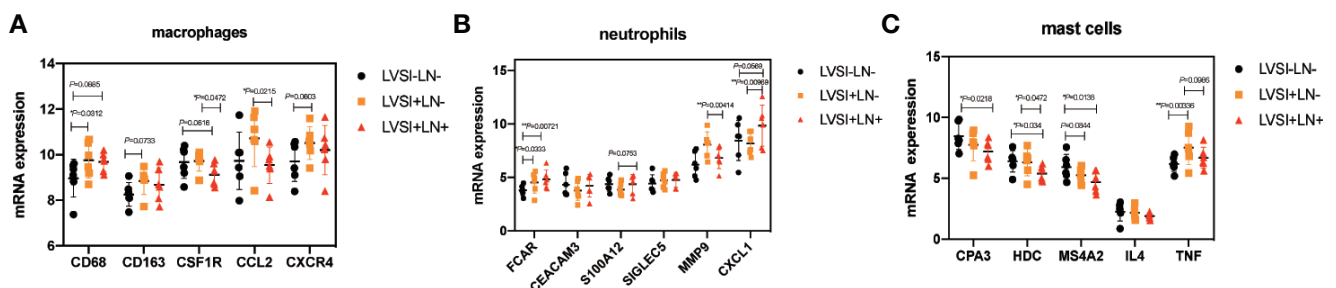 A
macrophages
mRNA expression
14
12
10
8
6
P=0.0885
*P=0.0312
P=0.0733
*P=0.0472
P=0.0616
*P=0.0215
P=0.0603
CD68
CD163
CSF1R
CCL2
CXCR4
LVSI-LN-
LVSI+LN-
LVSI+LN+
B
neutrophils
mRNA expression
15
10
5
0
**P=0.00721
*P=0.0333
P=0.0753
**P=0.00414
P=0.0569
**P=0.00969
FCAR
CEACAM3
S100A12
SIGLEC5
MMP9
CXCL1
LVSI-LN-
LVSI+LN-
LVSI+LN+
C
mast cells
mRNA experession
15
10
5
0
*P=0.0218
*P=0.0472
*P=0.034
*P=0.0138
P=0.0844
P=0.0986
**P=0.00336
CPA3
HDC
MS4A2
IL4
TNF
LVSI-LN-
LVSI+LN-
LVSI+LN+